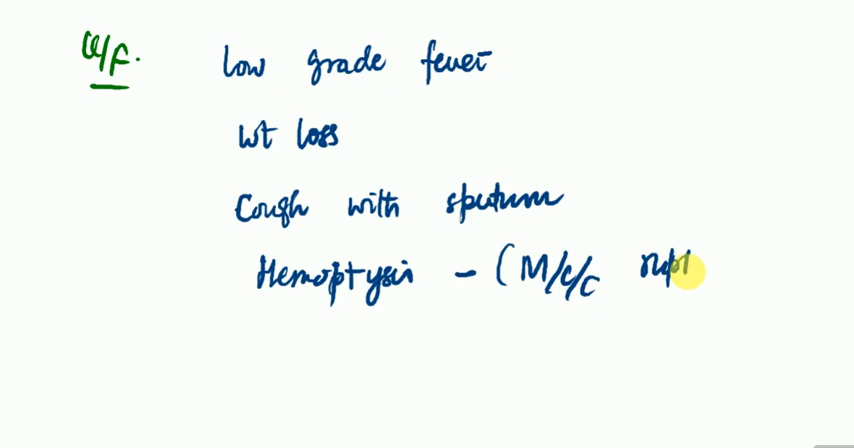 C/F.
Low grade fever
Wt loss
Cough with sputum
Hemoptysis - (M/C/C